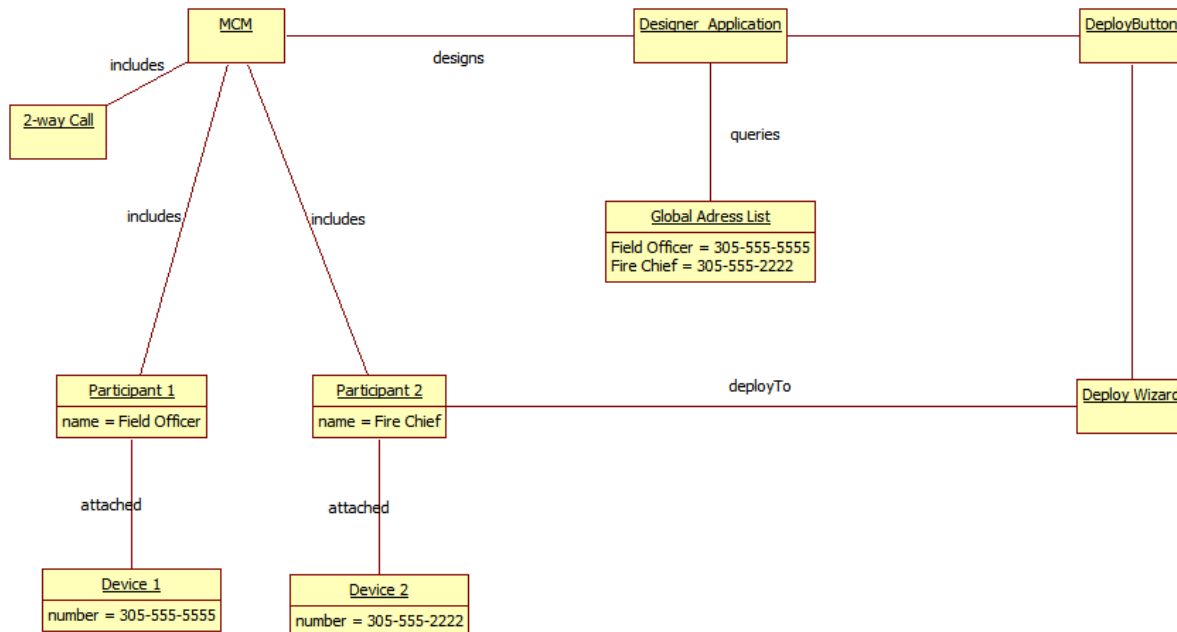 MCM
Designer Application
DeployButton
designs
includes
2-way Call
queries
Global Adress List
Field Officer = 305-555-5555
Fire Chief = 305-555-2222
includes
includes
Participant 1
name = Field Officer
Participant 2
name = Fire Chief
deployTo
Deploy Wizard
attached
attached
Device 1
number = 305-555-5555
Device 2
number = 305-555-2222